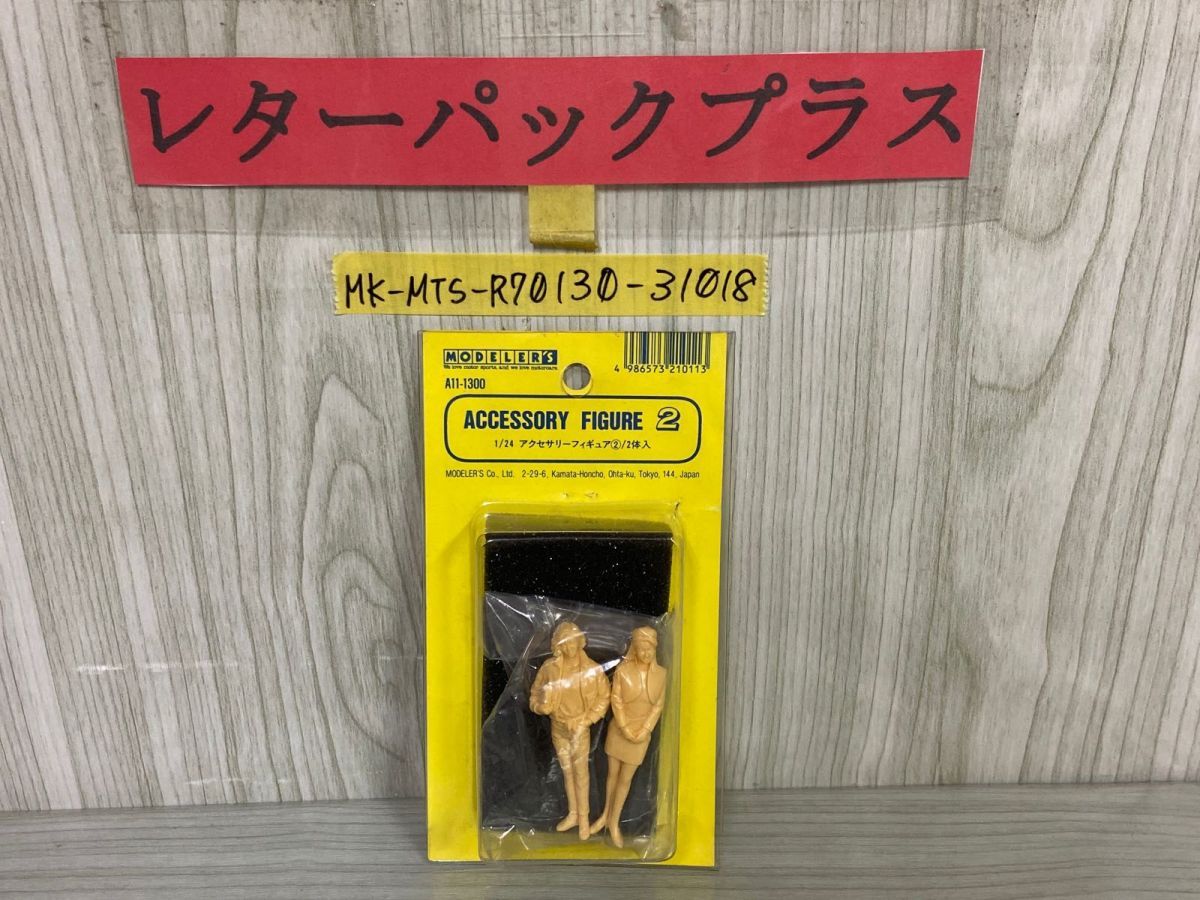 レターパックプラス
MK-MTS-R70130-31018
MODELER'S
We love motor sports, and we love motorcars.
4 986573 210113
A11-1300
ACCESSORY FIGURE 2
1/24 アクセサリーフィギュア②/2体入
MODELER'S Co., Ltd. 2-29-6, Kamata-Honcho, Ohta-ku, Tokyo, 144, Japan